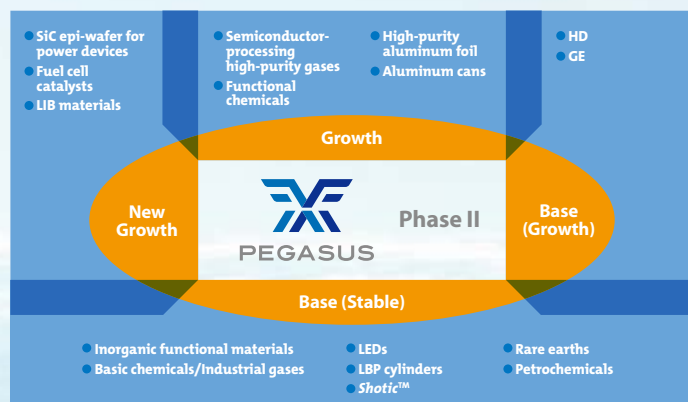 SiC epi-wafer for
power devices
Fuel cell
catalysts
LIB materials
Semiconductor-
processing
high-purity gases
Functional
chemicals
High-purity
aluminum foil
Aluminum cans
HD
GE
Growth
New
Growth
PEGASUS
Phase II
Base
(Growth)
Base (Stable)
Inorganic functional materials
Basic chemicals/Industrial gases
LEDs
LBP cylinders
Shotic™
Rare earths
Petrochemicals